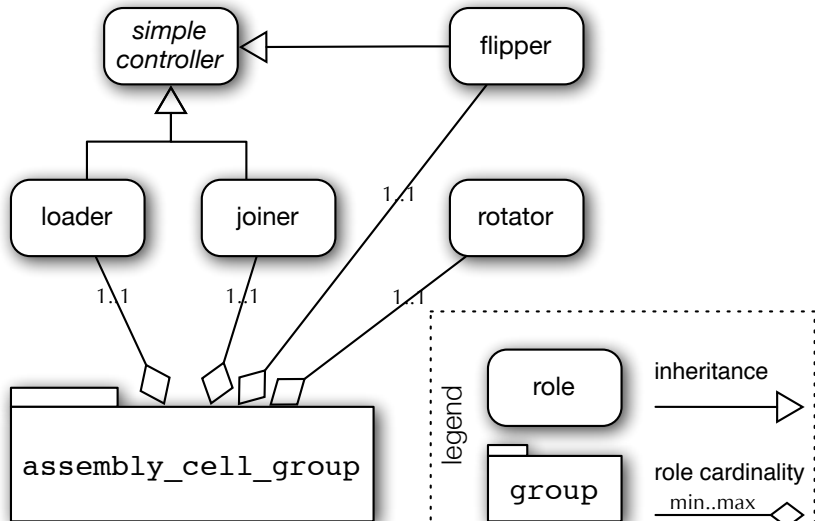 simple
controller
flipper
loader
joiner
1..1
rotator
1..1
1..1
1..1
assembly_cell_group
legend
role
inheritance
group
role cardinality
min..max